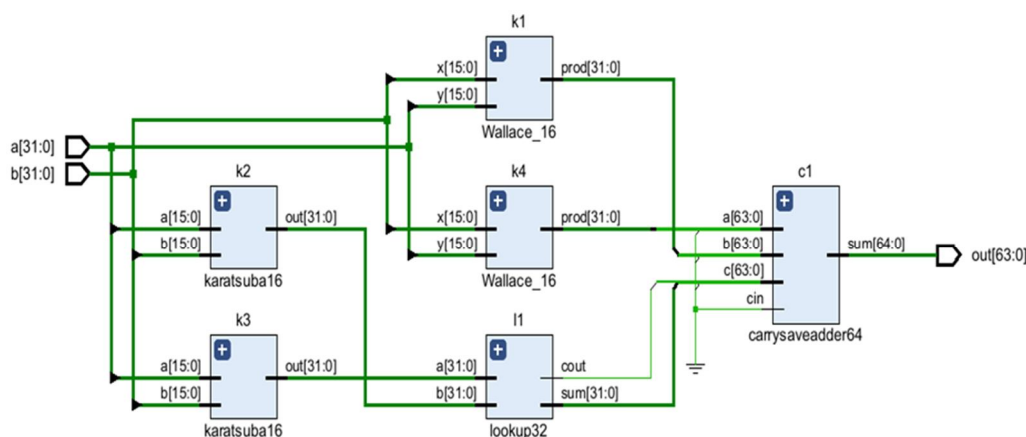 k1
x[15:0]
prod[31:0]
y[15:0]
Wallace_16
a[31:0]
b[31:0]
k2
a[15:0]
out[31:0]
b[15:0]
karatsuba16
k4
x[15:0]
prod[31:0]
y[15:0]
Wallace_16
c1
a[63:0]
b[63:0]
sum[64:0]
out[63:0]
c[63:0]
cin
carrysaveadder64
k3
a[15:0]
out[31:0]
b[15:0]
karatsuba16
l1
a[31:0]
cout
b[31:0]
sum[31:0]
lookup32